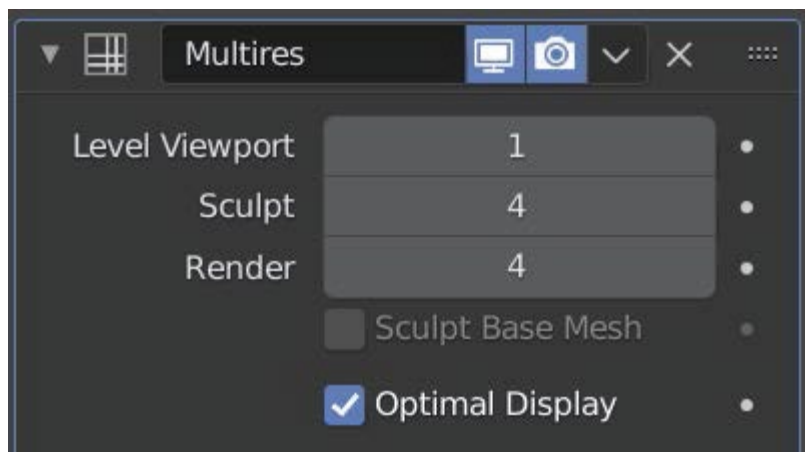 Multires
Level Viewport 1
Sculpt 4
Render 4
Sculpt Base Mesh
Optimal Display